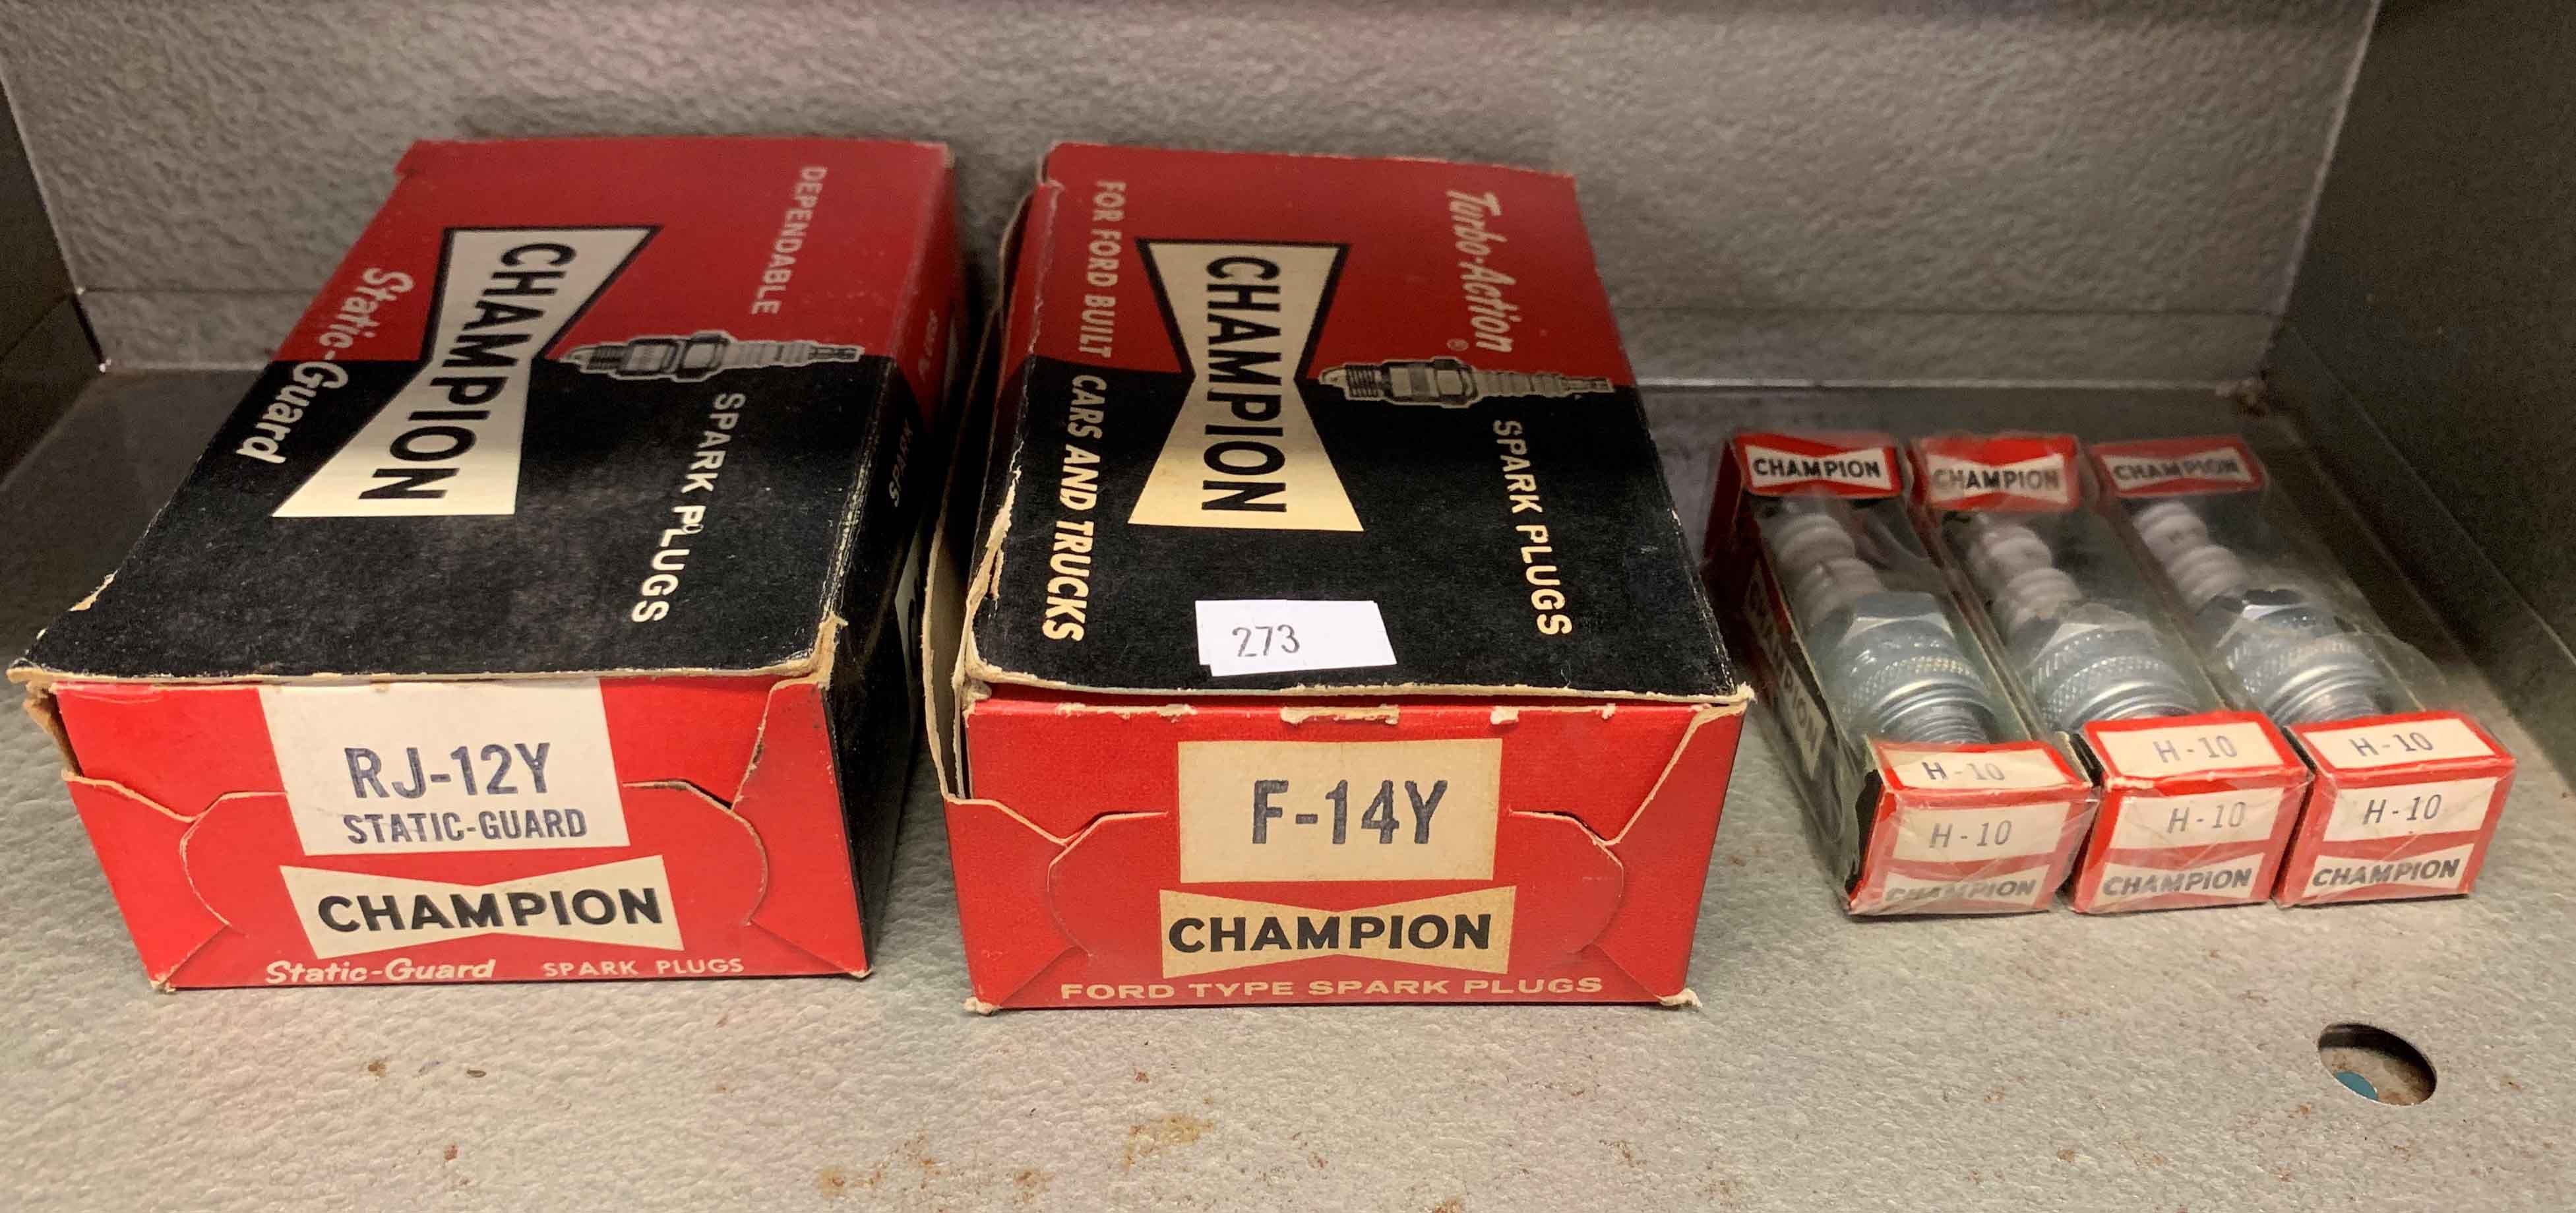 DEPENDABLE
CHAMPION
Static-Guard
SPARK PLUGS
SPARK
RJ-12Y
STATIC-GUARD
CHAMPION
Static-Guard SPARK PLUGS
Turbo-Action®
CHAMPION
SPARK PLUGS
FOR FORD BUILT CARS AND TRUCKS
273
F-14Y
CHAMPION
FORD TYPE SPARK PLUGS
CHAMPION
CHAMPION
H-10
H-10
CHAMPION
CHAMPION
H-10
H-10
CHAMPION
CHAMPION
H-10
H-10
CHAMPION